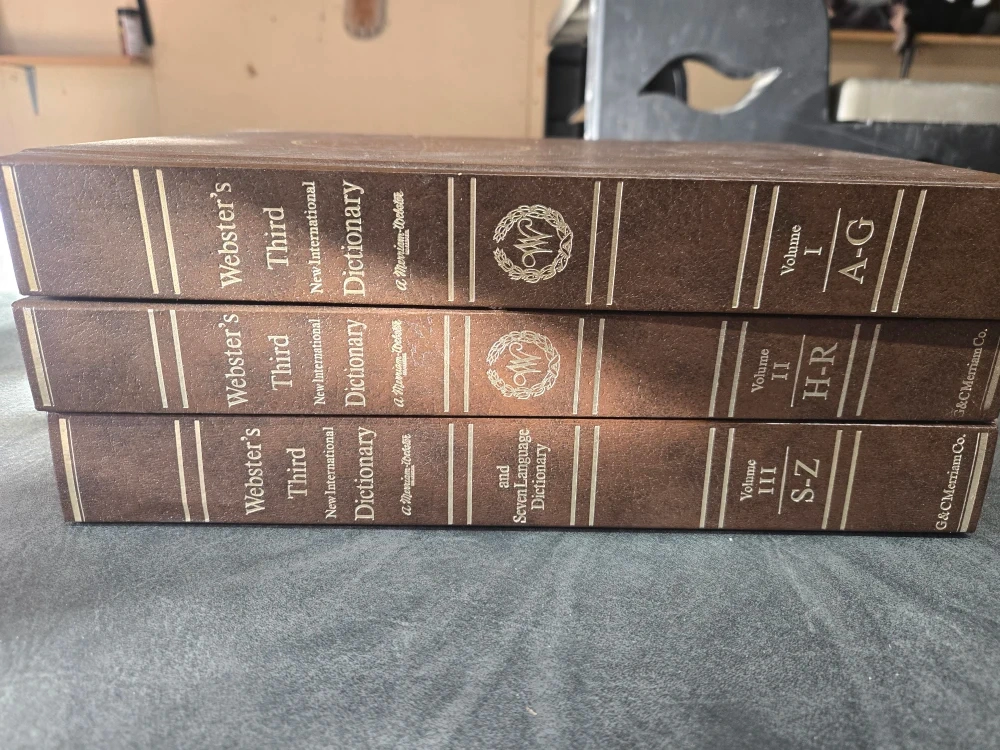 Webster's
Third
New International
Dictionary
a Merriam-Webster
W
Volume
I
A-G
Webster's
Third
New International
Dictionary
a Merriam-Webster
W
Volume
II
H-R
G&C Merriam Co.
Webster's
Third
New International
Dictionary
a Merriam-Webster
and
Seven Language
Dictionary
Volume
III
S-Z
G&C Merriam Co.